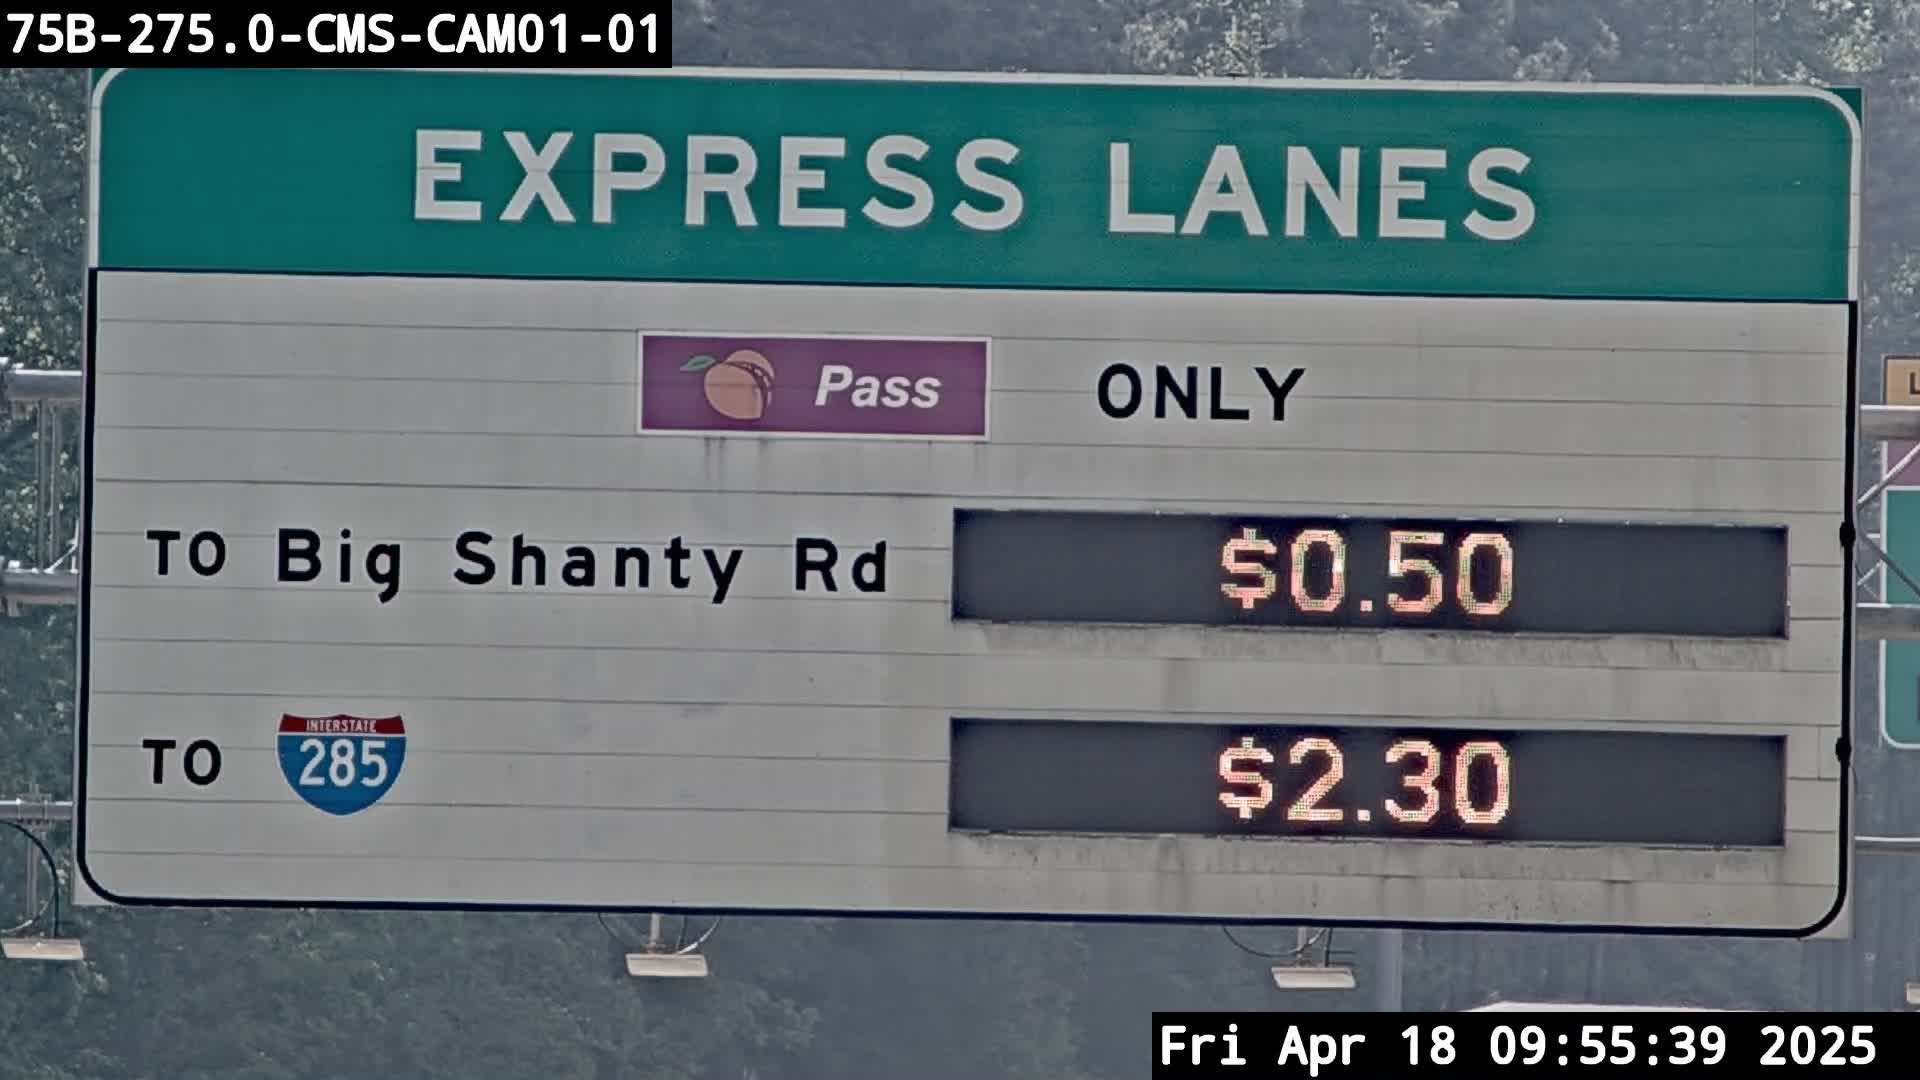 75B-275.0-CMS-CAM01-01
EXPRESS LANES
Pass ONLY
TO Big Shanty Rd $0.50
TO INTERSTATE 285 $2.30
Fri Apr 18 09:55:39 2025